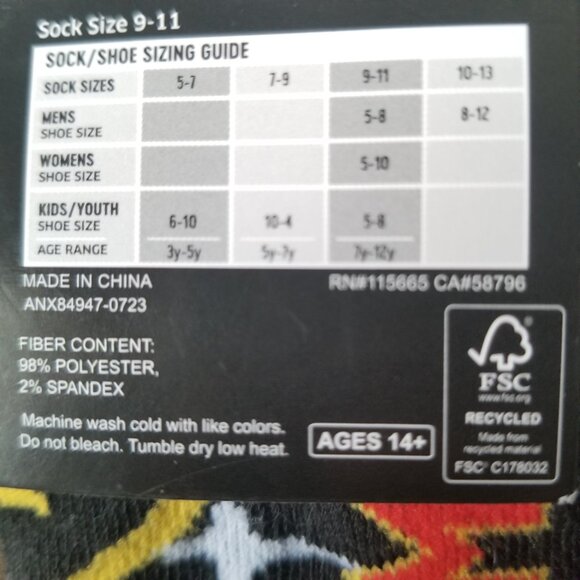 Sock Size 9-11
SOCK/SHOE SIZING GUIDE
SOCK SIZES 5-7 7-9 9-11 10-13
MENS
SHOE SIZE 5-8 8-12
WOMENS
SHOE SIZE 5-10
KIDS/YOUTH
SHOE SIZE 6-10 10-4 5-8
AGE RANGE 3y-5y 5y-7y 7y-12y
MADE IN CHINA RN#115665 CA#58796
ANX84947-0723
FIBER CONTENT:
98% POLYESTER,
2% SPANDEX
Machine wash cold with like colors.
Do not bleach. Tumble dry low heat.
AGES 14+
FSC
www.fsc.org
RECYCLED
Made from
recycled material
FSC® C178032